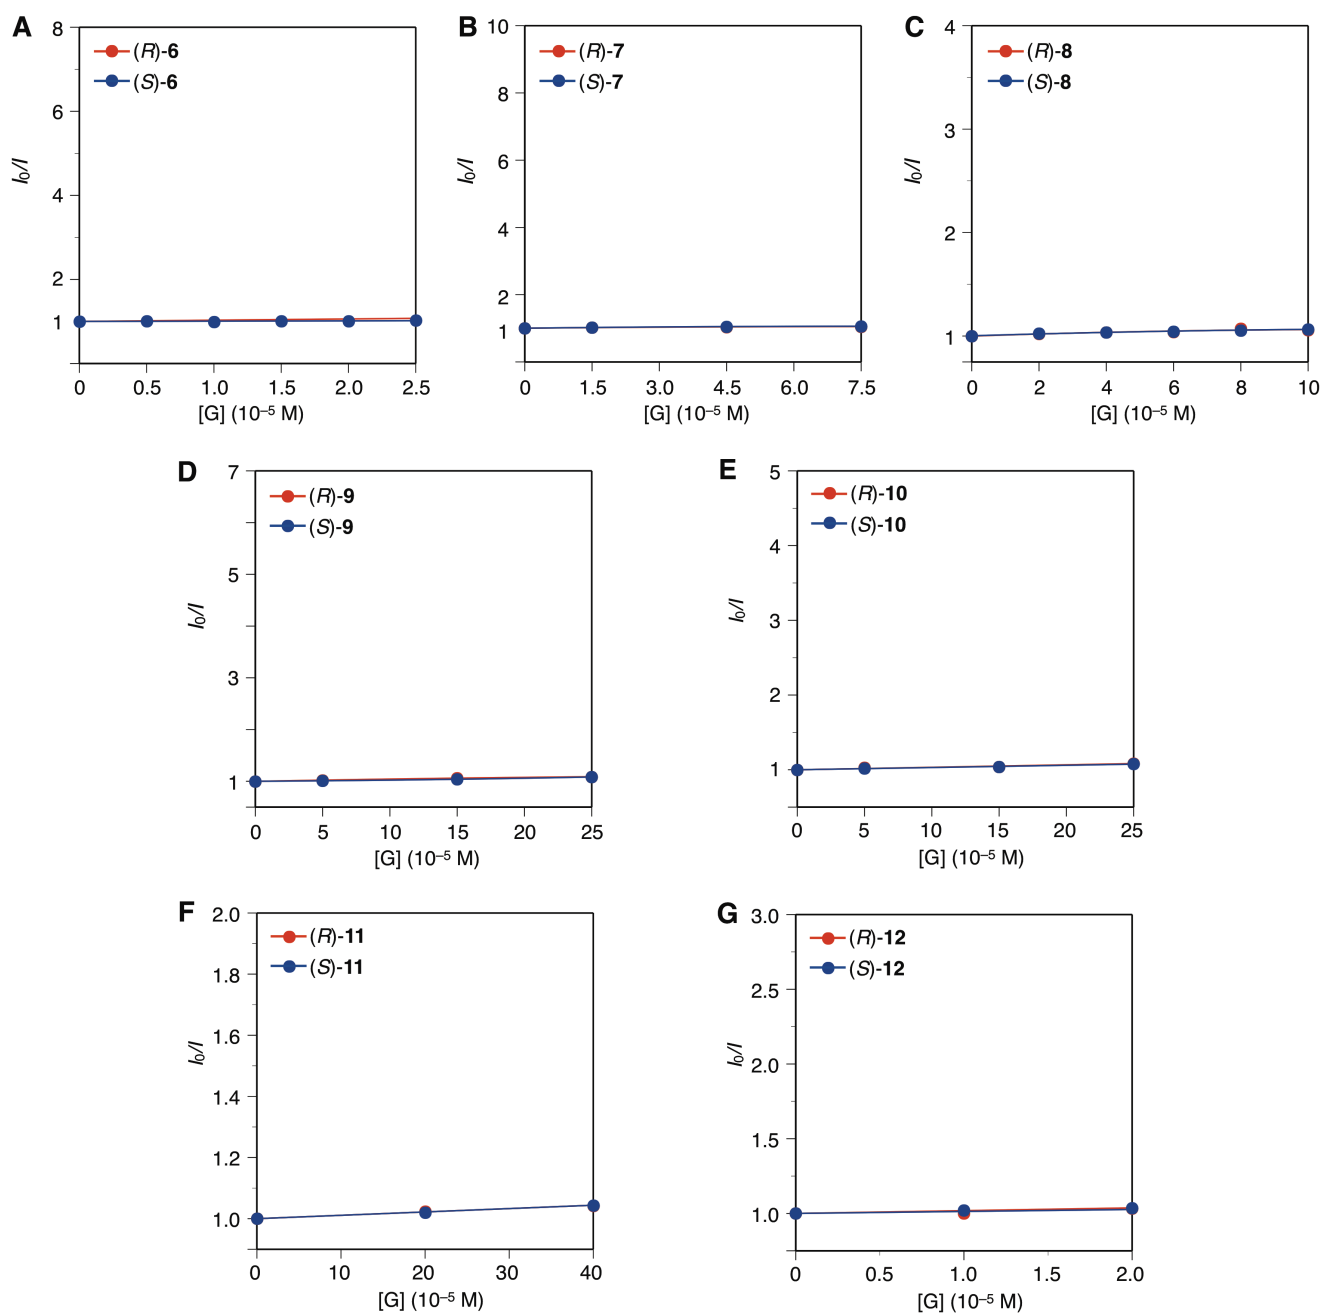 A
8
6
4
2
1
I₀/I
(R)-6
(S)-6
0 0.5 1.0 1.5 2.0 2.5
[G] (10⁻⁵ M)
B
10
8
6
4
2
1
I₀/I
(R)-7
(S)-7
0 1.5 3.0 4.5 6.0 7.5
[G] (10⁻⁵ M)
C
4
3
2
1
I₀/I
(R)-8
(S)-8
0 2 4 6 8 10
[G] (10⁻⁵ M)
D
7
5
3
1
I₀/I
(R)-9
(S)-9
0 5 10 15 20 25
[G] (10⁻⁵ M)
E
5
4
3
2
1
I₀/I
(R)-10
(S)-10
0 5 10 15 20 25
[G] (10⁻⁵ M)
F
2.0
1.8
1.6
1.4
1.2
1.0
I₀/I
(R)-11
(S)-11
0 10 20 30 40
[G] (10⁻⁵ M)
G
3.0
2.5
2.0
1.5
1.0
I₀/I
(R)-12
(S)-12
0 0.5 1.0 1.5 2.0
[G] (10⁻⁵ M)